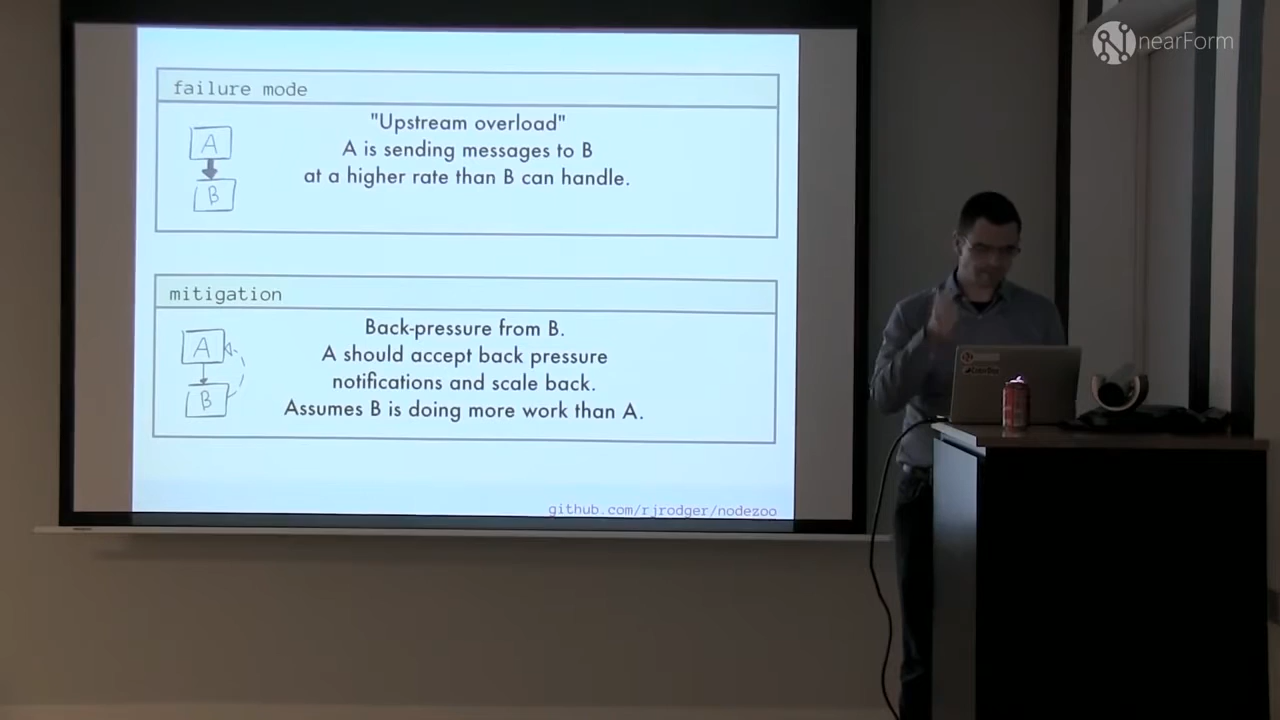 nearForm
failure mode
"Upstream overload"
A is sending messages to B
at a higher rate than B can handle.
A
B
mitigation
Back-pressure from B.
A should accept back pressure
notifications and scale back.
Assumes B is doing more work than A.
A
B
github.com/rjrodger/nodezoo